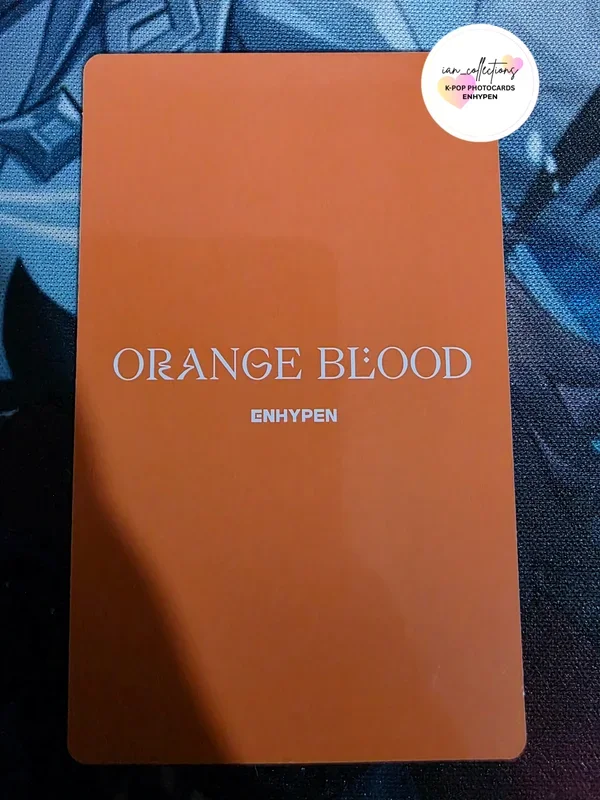 ian_collections
K-POP PHOTOCARDS
ENHYPEN
ORANGE BLOOD
ENHYPEN